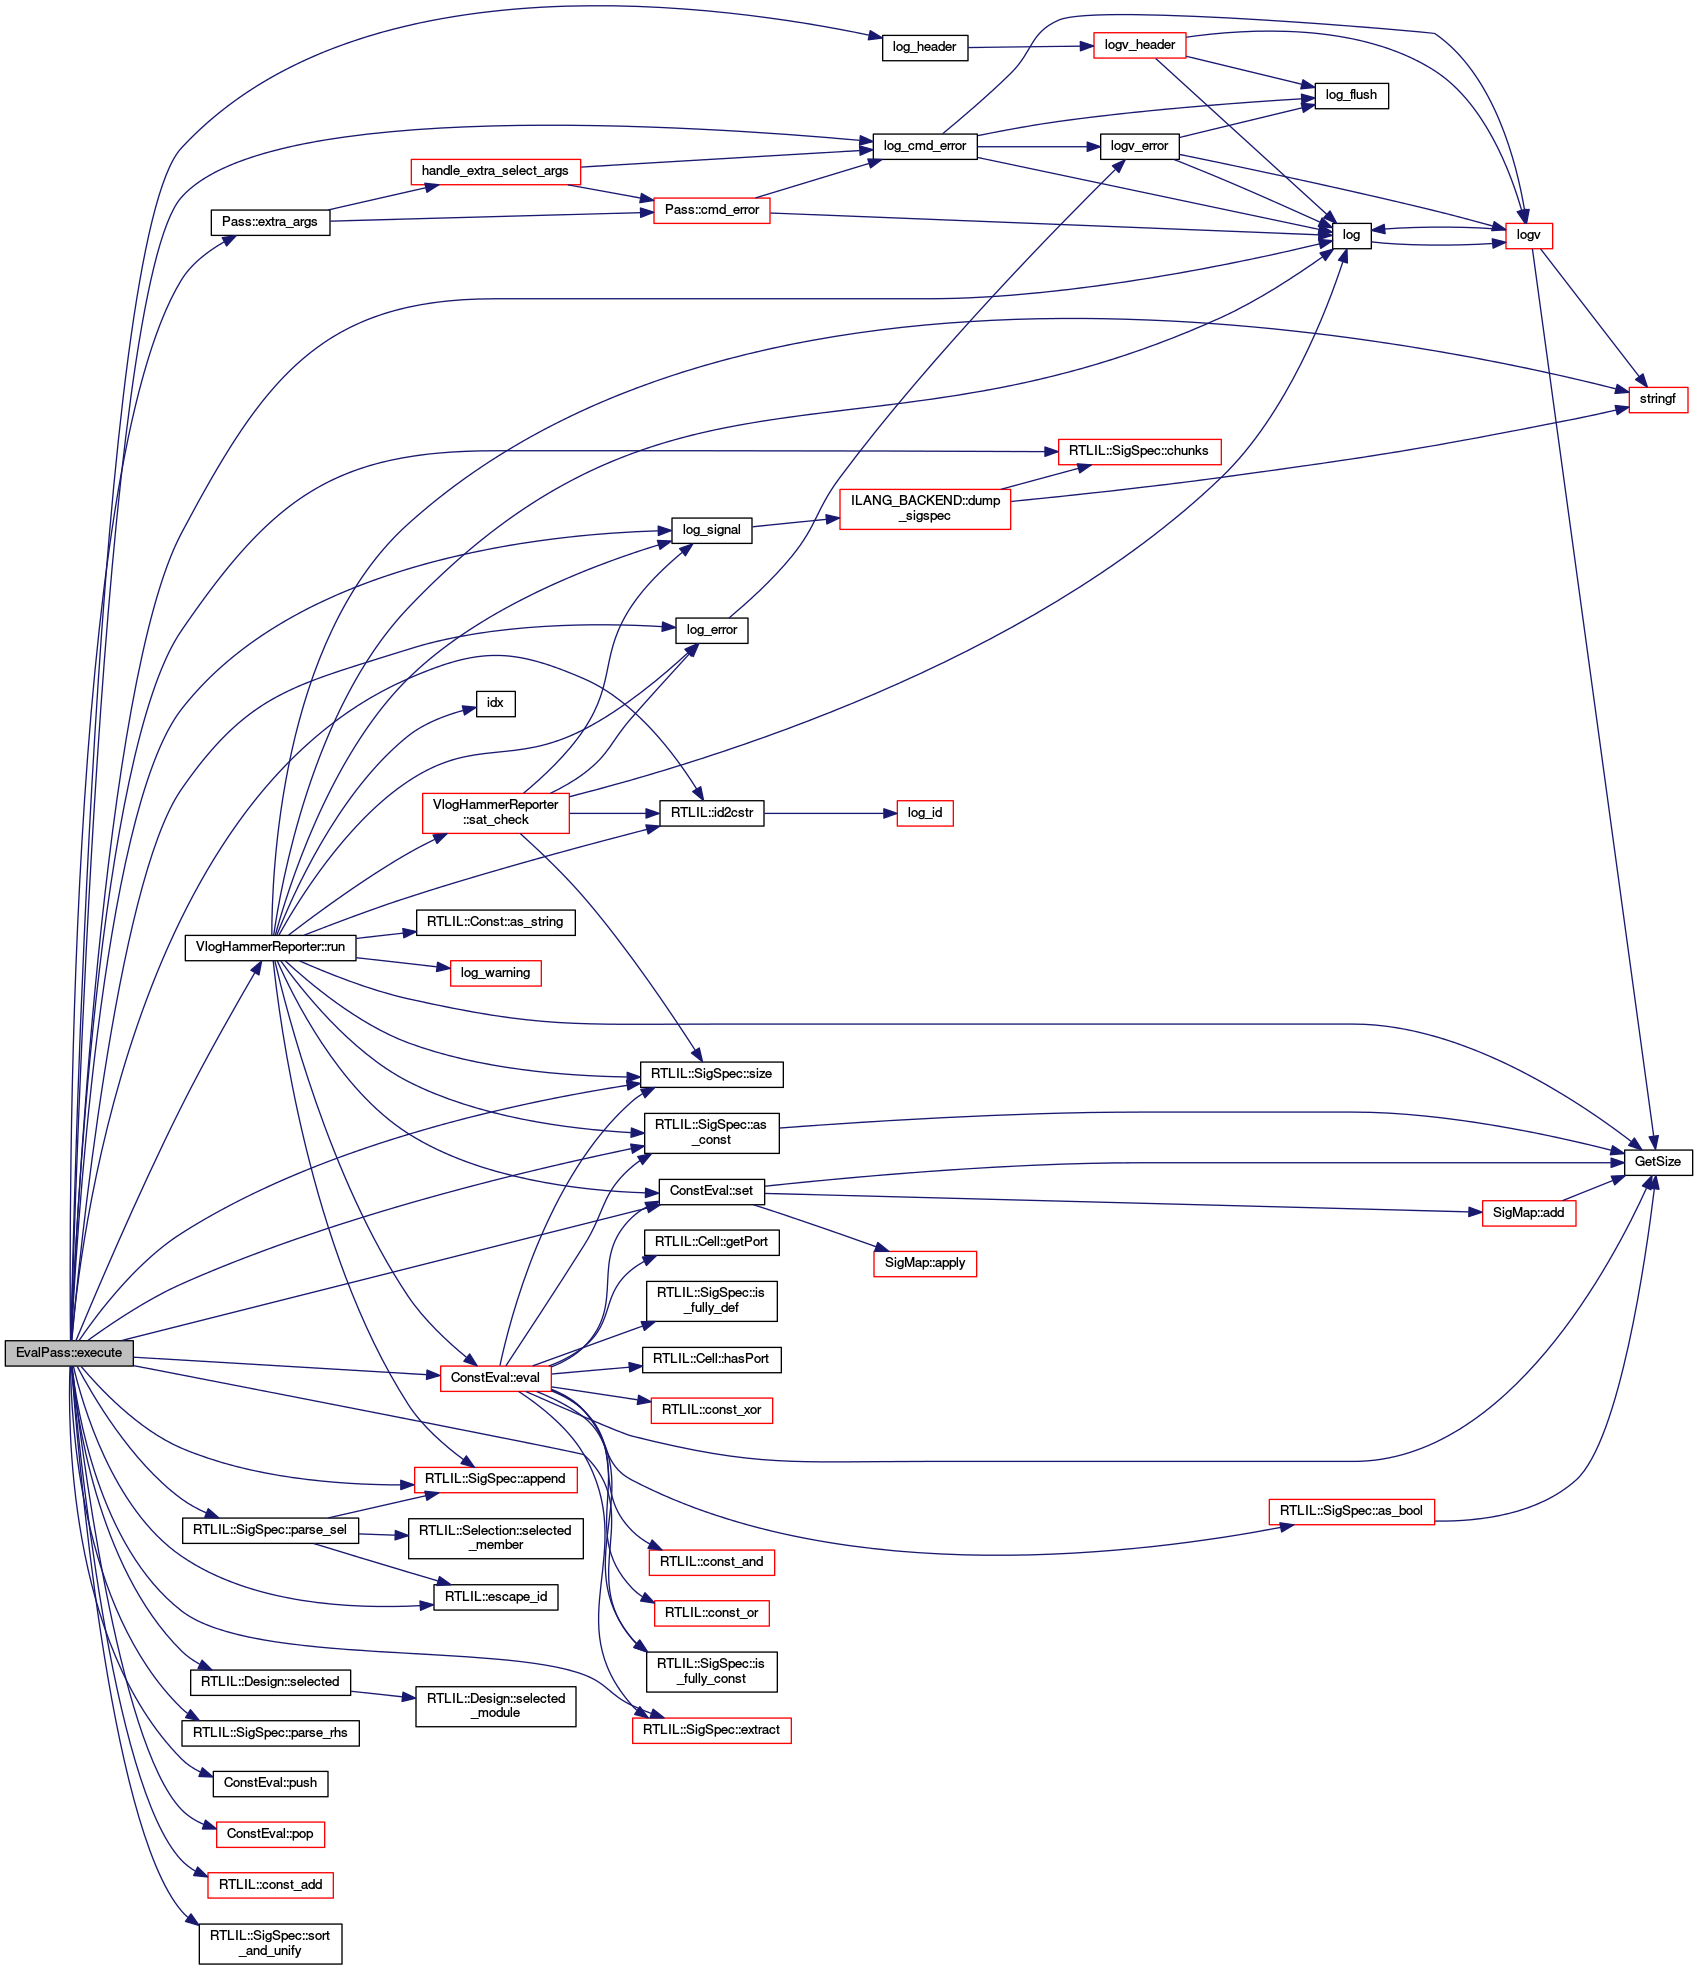 log_header
logv_header
log_flush
log_cmd_error
logv_error
handle_extra_select_args
Pass::cmd_error
Pass::extra_args
log
logv
stringf
RTLIL::SigSpec::chunks
ILANG_BACKEND::dump
_sigspec
log_signal
log_error
idx
VlogHammerReporter
::sat_check
RTLIL::id2cstr
log_id
RTLIL::Const::as_string
VlogHammerReporter::run
log_warning
RTLIL::SigSpec::size
RTLIL::SigSpec::as
_const
GetSize
ConstEval::set
SigMap::add
RTLIL::Cell::getPort
SigMap::apply
RTLIL::SigSpec::is
_fully_def
EvalPass::execute
RTLIL::Cell::hasPort
ConstEval::eval
RTLIL::const_xor
RTLIL::SigSpec::append
RTLIL::SigSpec::as_bool
RTLIL::SigSpec::parse_sel
RTLIL::Selection::selected
_member
RTLIL::const_and
RTLIL::escape_id
RTLIL::const_or
RTLIL::SigSpec::is
_fully_const
RTLIL::Design::selected
RTLIL::Design::selected
_module
RTLIL::SigSpec::parse_rhs
RTLIL::SigSpec::extract
ConstEval::push
ConstEval::pop
RTLIL::const_add
RTLIL::SigSpec::sort
_and_unify